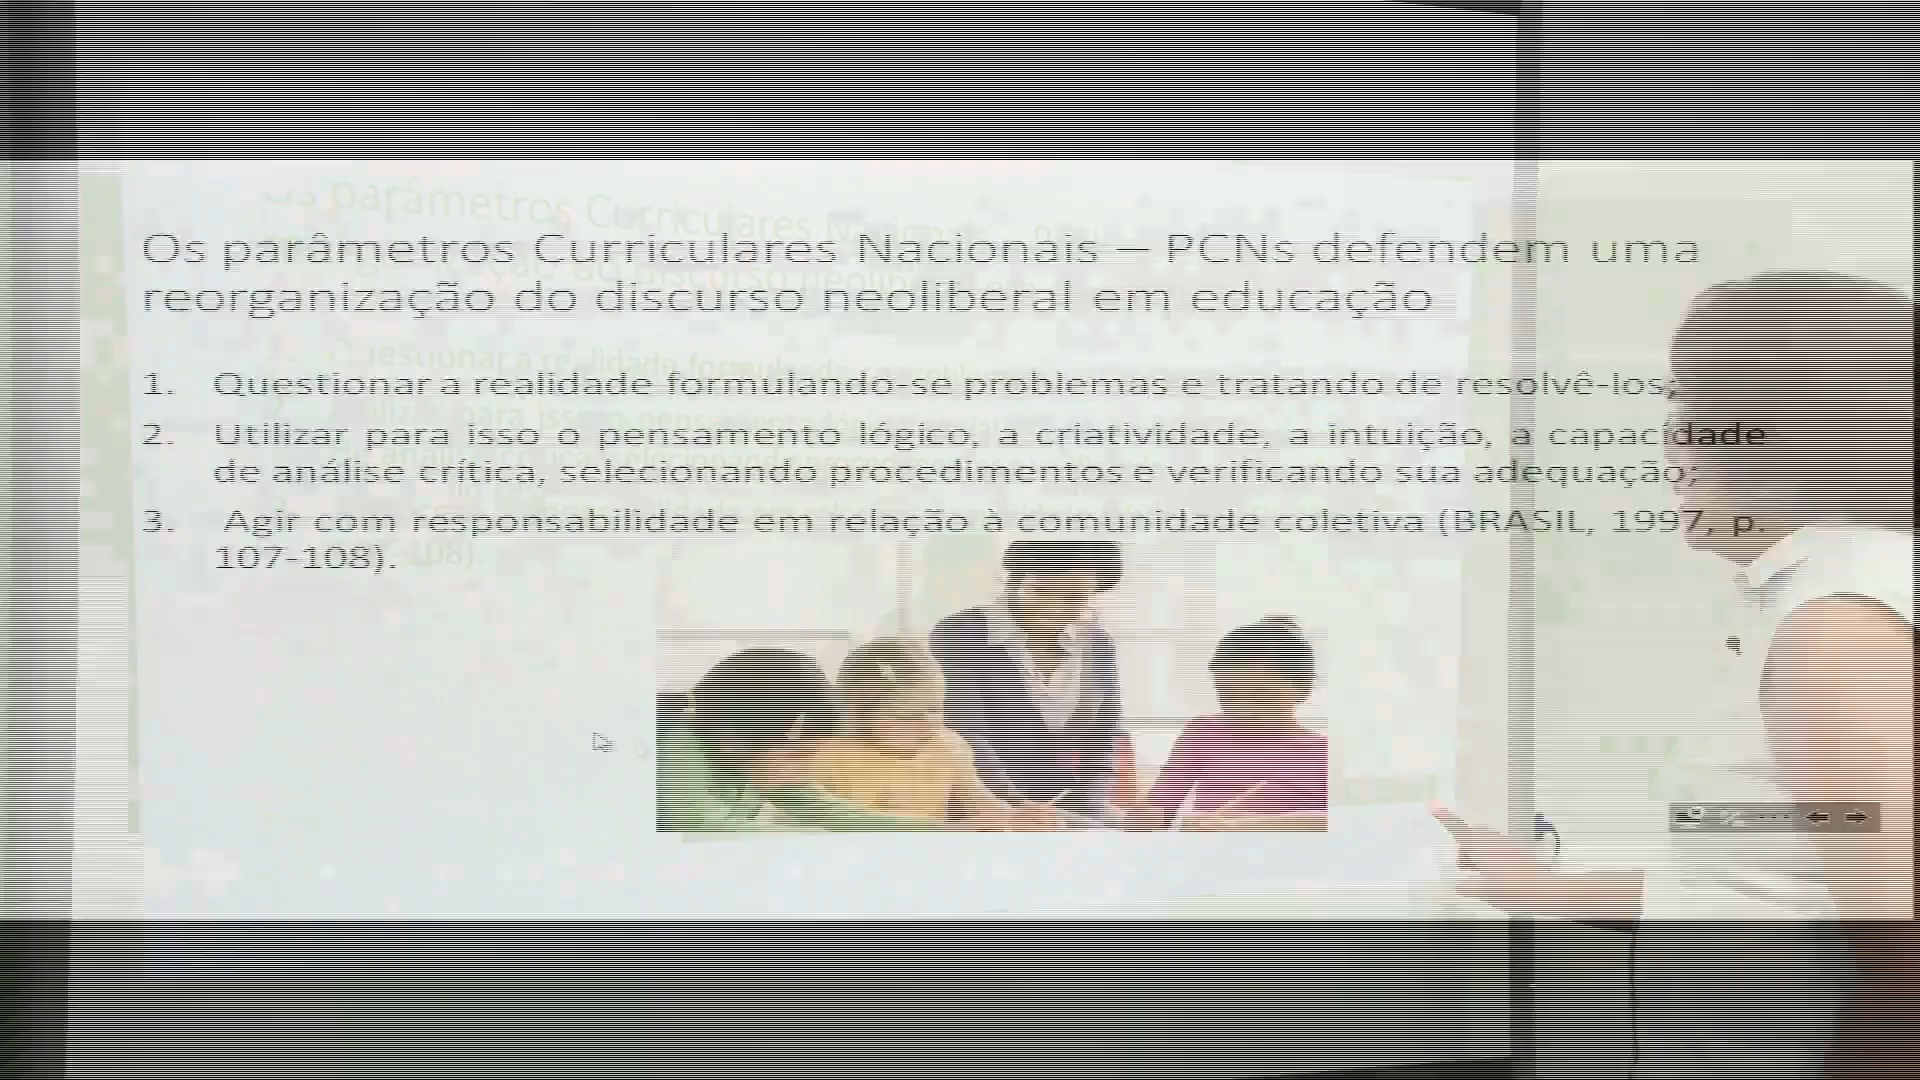 Os parâmetros Curriculares Nacionais – PCNs defendem uma
reorganização do discurso neoliberal em educação
1. Questionar a realidade formulando-se problemas e tratando de resolvê-los;
2. Utilizar para isso o pensamento lógico, a criatividade, a intuição, a capacidade
de análise crítica, selecionando procedimentos e verificando sua adequação;
3. Agir com responsabilidade em relação à comunidade coletiva (BRASIL, 1997, p.
107-108).